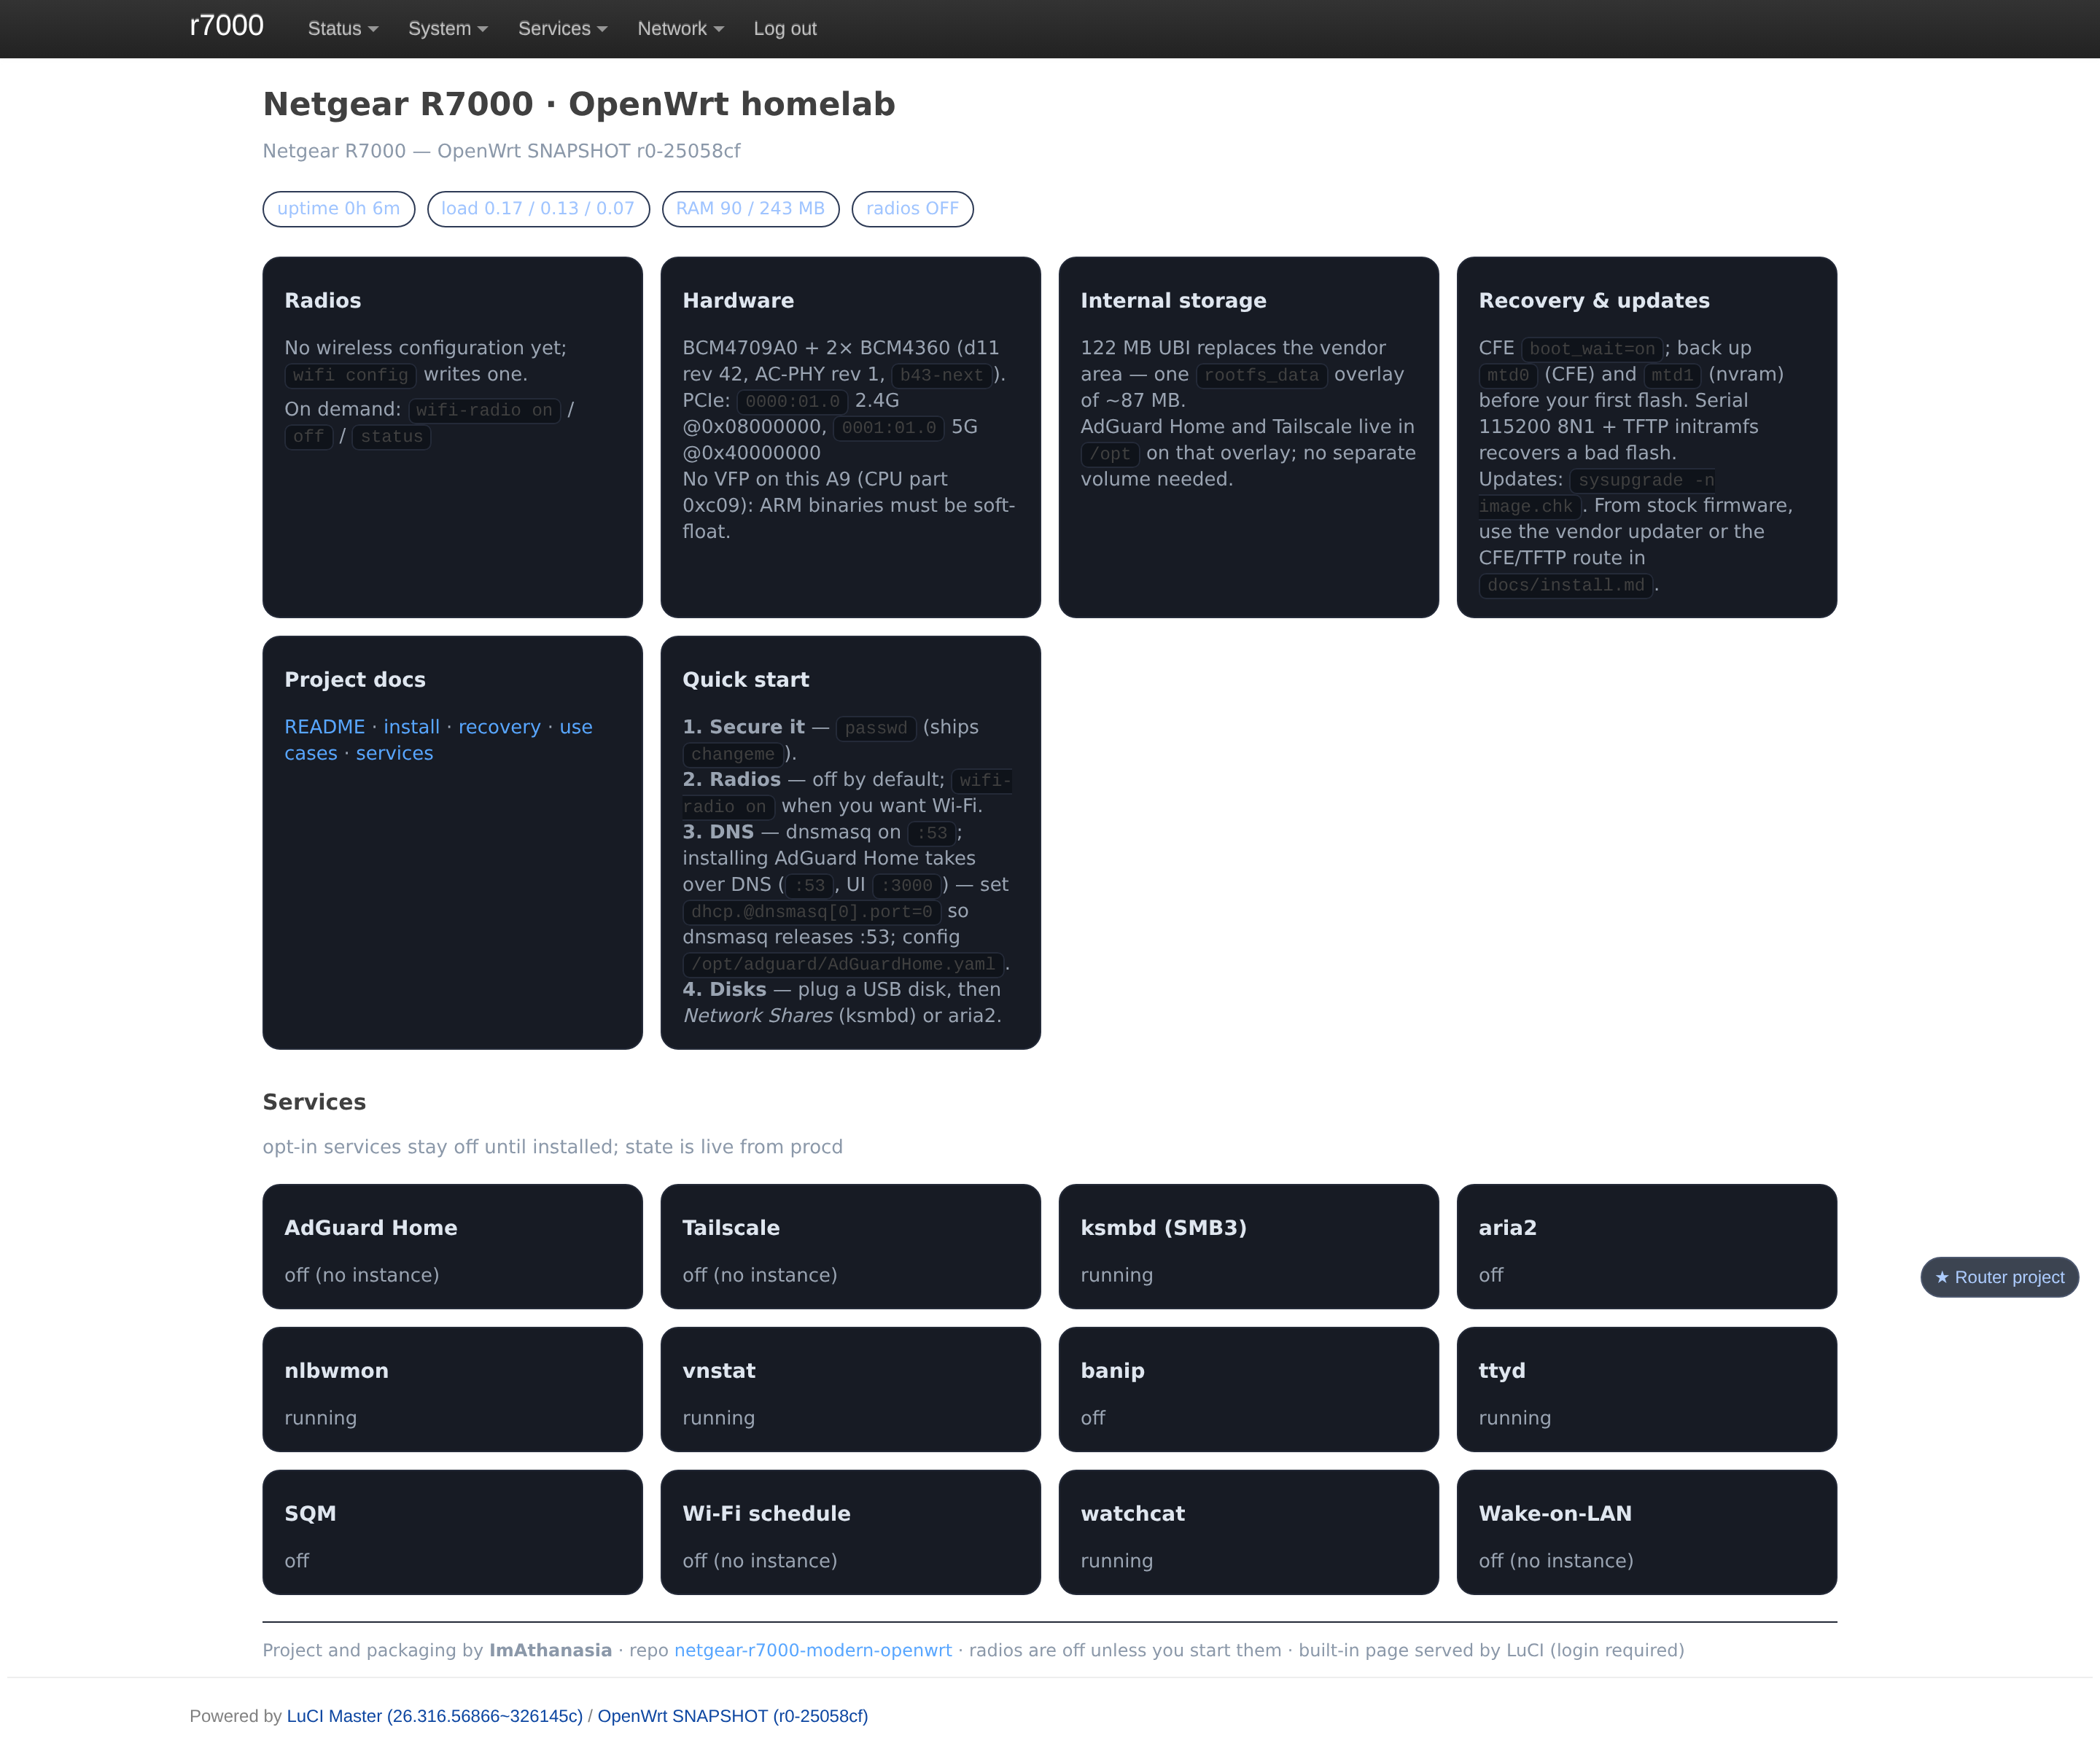 r7000 Status System Services Network Log out
Netgear R7000 · OpenWrt homelab
Netgear R7000 — OpenWrt SNAPSHOT r0-25058cf
uptime 0h 6m load 0.17 / 0.13 / 0.07 RAM 90 / 243 MB radios OFF
Radios
No wireless configuration yet;
wifi config writes one.
On demand: wifi-radio on /
off / status
Hardware
BCM4709A0 + 2× BCM4360 (d11
rev 42, AC-PHY rev 1, b43-next).
PCIe: 0000:01.0 2.4G
@0x08000000, 0001:01.0 5G
@0x40000000
No VFP on this A9 (CPU part
0xc09): ARM binaries must be soft-
float.
Internal storage
122 MB UBI replaces the vendor
area — one rootfs_data overlay
of ~87 MB.
AdGuard Home and Tailscale live in
/opt on that overlay; no separate
volume needed.
Recovery & updates
CFE boot_wait=on; back up
mtd0 (CFE) and mtd1 (nvram)
before your first flash. Serial
115200 8N1 + TFTP initramfs
recovers a bad flash.
Updates: sysupgrade -n
image.chk. From stock firmware,
use the vendor updater or the
CFE/TFTP route in
docs/install.md.
Project docs
README · install · recovery · use
cases · services
Quick start
1. Secure it — passwd (ships
changeme).
2. Radios — off by default; wifi-
radio on when you want Wi-Fi.
3. DNS — dnsmasq on :53;
installing AdGuard Home takes
over DNS (:53, UI :3000) — set
dhcp.@dnsmasq[0].port=0 so
dnsmasq releases :53; config
/opt/adguard/AdGuardHome.yaml.
4. Disks — plug a USB disk, then
Network Shares (ksmbd) or aria2.
Services
opt-in services stay off until installed; state is live from procd
AdGuard Home
off (no instance)
Tailscale
off (no instance)
ksmbd (SMB3)
running
aria2
off
★ Router project
nlbwmon
running
vnstat
running
banip
off
ttyd
running
SQM
off
Wi-Fi schedule
off (no instance)
watchcat
running
Wake-on-LAN
off (no instance)
Project and packaging by ImAthanasia · repo netgear-r7000-modern-openwrt · radios are off unless you start them · built-in page served by LuCI (login required)
Powered by LuCI Master (26.316.56866~326145c) / OpenWrt SNAPSHOT (r0-25058cf)